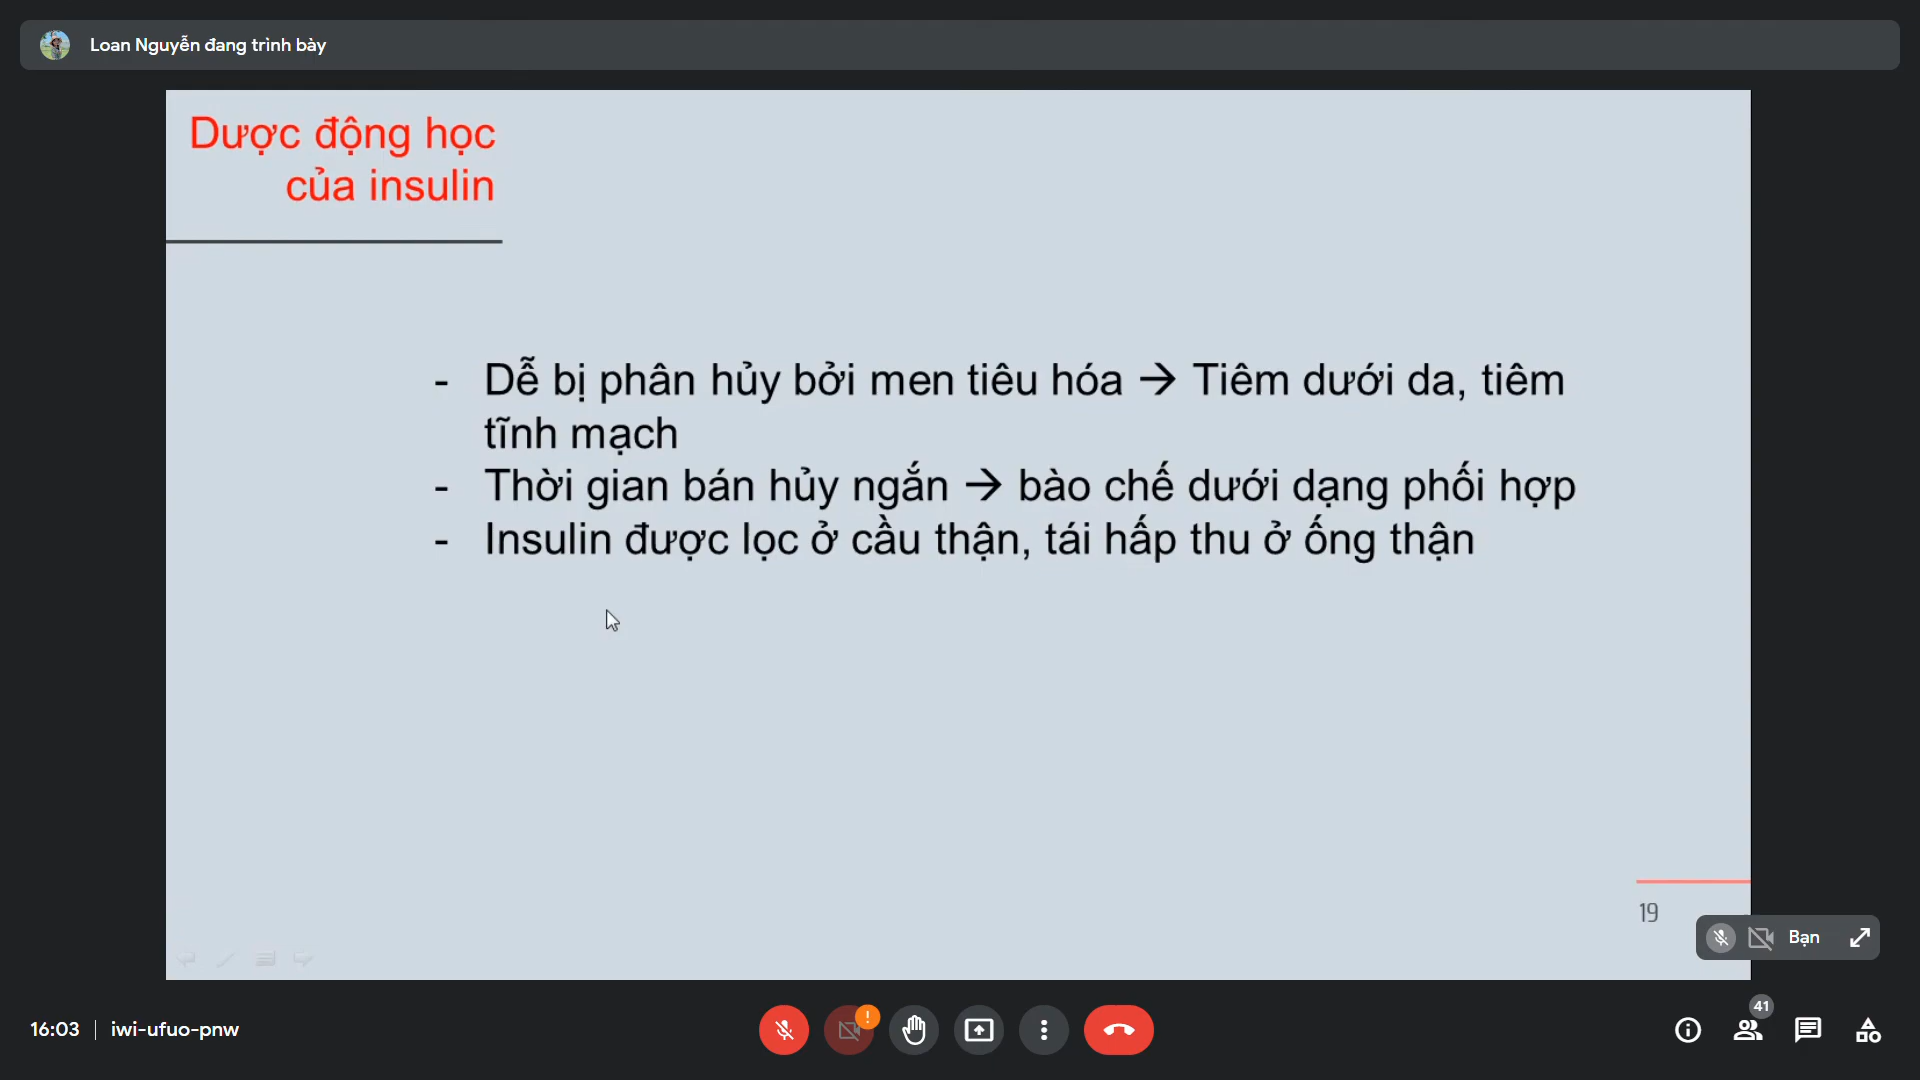 Loan Nguyễn đang trình bày
Dược động học
của insulin
- Dễ bị phân hủy bởi men tiêu hóa → Tiêm dưới da, tiêm
tĩnh mạch
- Thời gian bán hủy ngắn → bào chế dưới dạng phối hợp
- Insulin được lọc ở cầu thận, tái hấp thu ở ống thận
19
Bạn
16:03 | iwi-ufuo-pnw
41